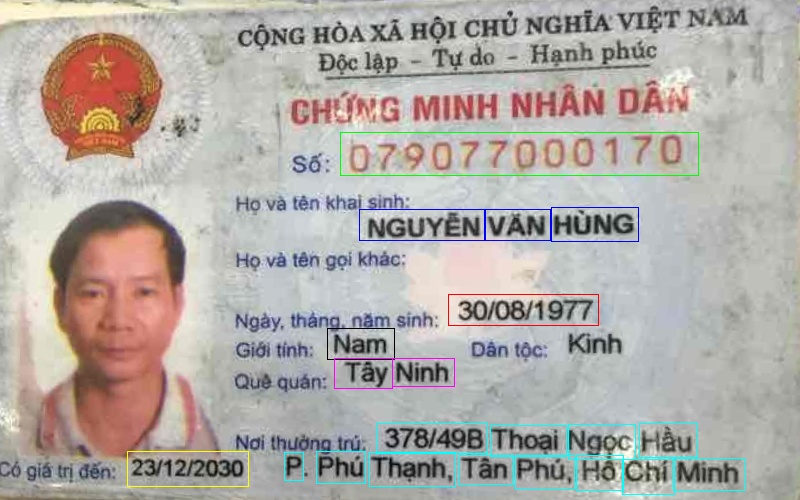 CỘNG HÒA XÃ HỘI CHỦ NGHĨA VIỆT NAM
Độc lập - Tự do - Hạnh phúc
CHỨNG MINH NHÂN DÂN
Số: 079077000170
Họ và tên khai sinh:
NGUYỄN VĂN HÙNG
Họ và tên gọi khác:
Ngày, tháng, năm sinh: 30/08/1977
Giới tính: Nam Dân tộc: Kinh
Quê quán: Tây Ninh
Nơi thường trú: 378/49B Thoại Ngọc Hầu
Có giá trị đến: 23/12/2030 P. Phú Thạnh, Tân Phú, Hồ Chí Minh